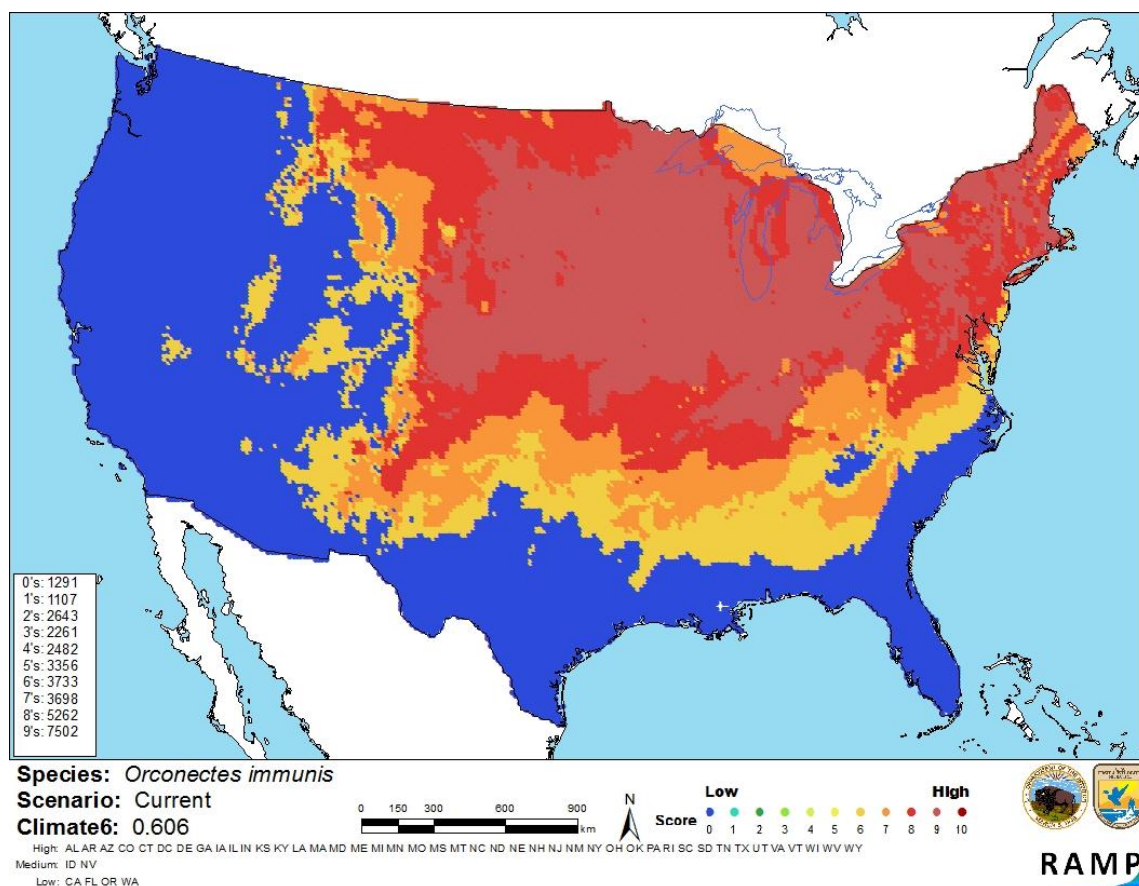 0's: 1291
1's: 1107
2's: 2643
3's: 2261
4's: 2482
5's: 3356
6's: 3733
7's: 3698
8's: 5262
9's: 7502
Species: Orconectes immunis
Scenario: Current
Climate6: 0.606
0 150 300 600 900
km
N
Low High
Score 0 1 2 3 4 5 6 7 8 9 10
High: AL AR AZ CO CT DC DE GA IA IL IN KS KY LA MA MD ME MI MN MO MS MT NC ND NE NH NJ NM NY OH OK PA RI SC SD TN TX UT VA VT WI WV WY
Medium: ID NV
Low: CA FL OR WA
RAMP